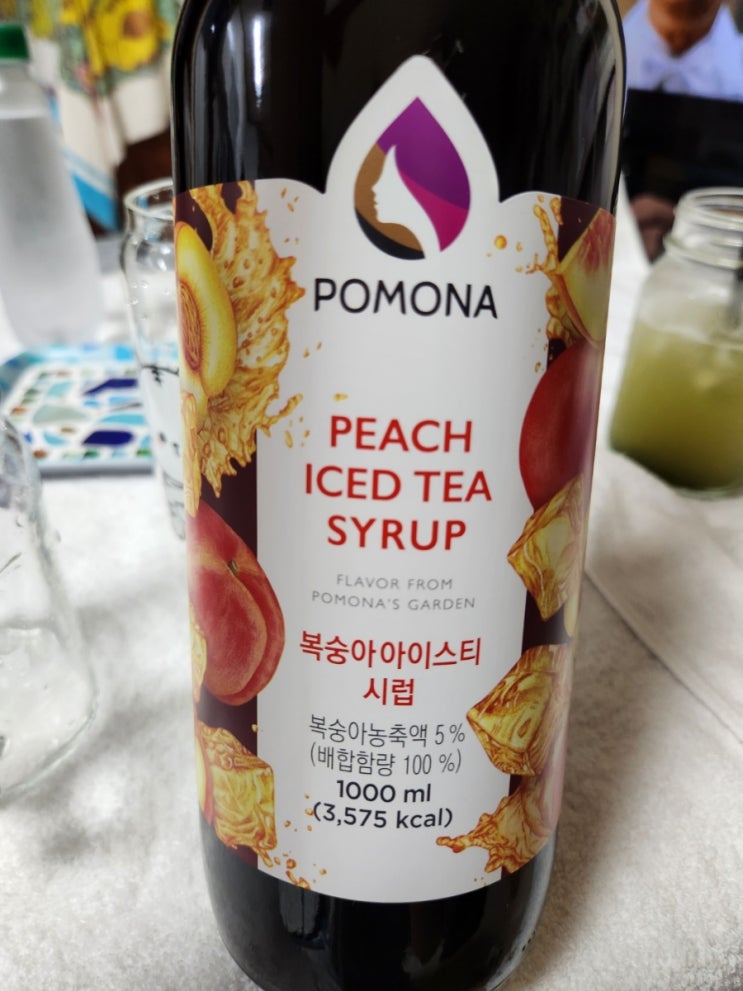 POMONA
PEACH
ICED TEA
SYRUP
FLAVOR FROM
POMONA'S GARDEN
복숭아아이스티
시럽
복숭아농축액 5%
(배합함량 100 %)
1000 ml
(3,575 kcal)